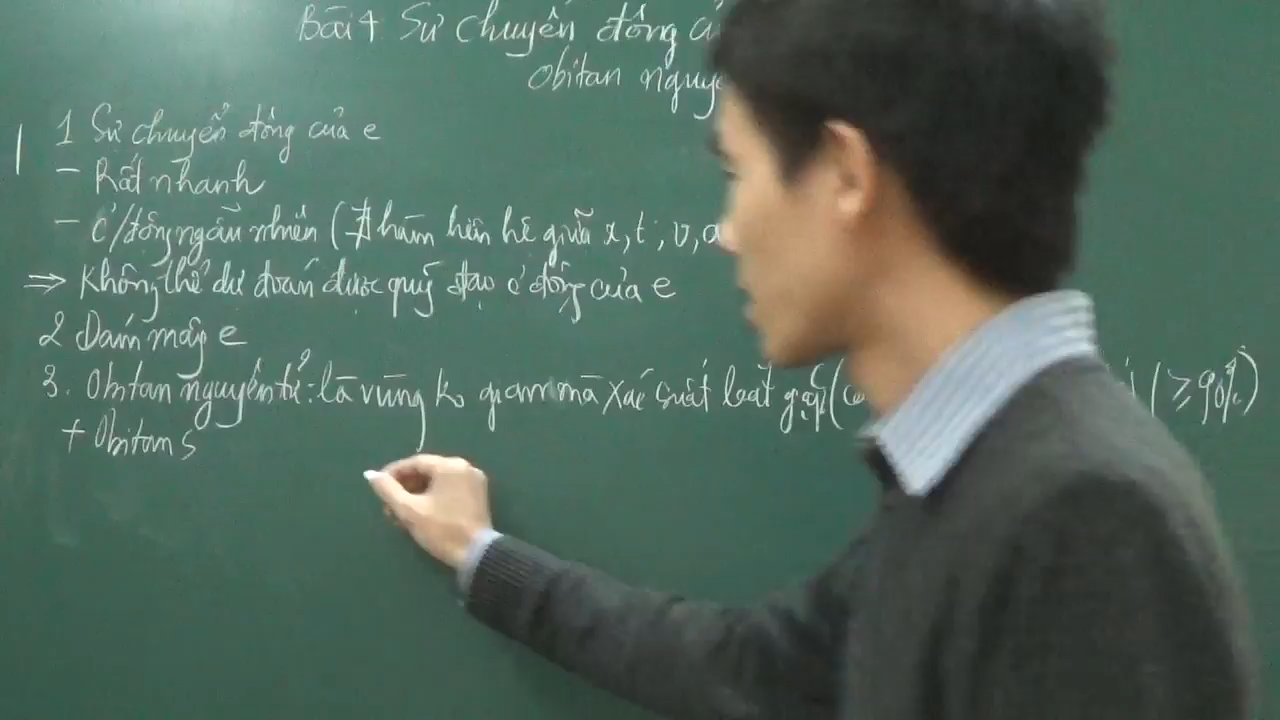 Bài 4 Sự chuyển động củ
Obitan nguyê
1 Sự chuyển động của e
- Rất nhanh
- C/động ngẫu nhiên (∄ hàm liên hệ giữa x, t, v, a
⇒ Không thể dự đoán được quỹ đạo c' động của e
2 Đám mây e
3. Obitan nguyên tử: là vùng ko gian mà xác suất bắt gặp (≥90%)
+ Obitan s